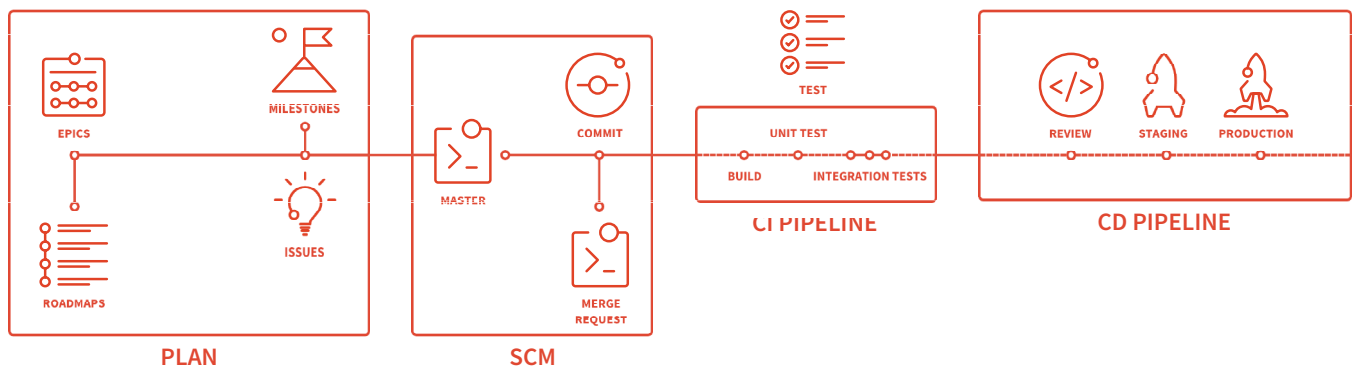 EPICS
MILESTONES
ISSUES
ROADMAPS
PLAN
MASTER
COMMIT
MERGE
REQUEST
SCM
TEST
UNIT TEST
BUILD
INTEGRATION TESTS
CI PIPELINE
REVIEW
STAGING
PRODUCTION
CD PIPELINE